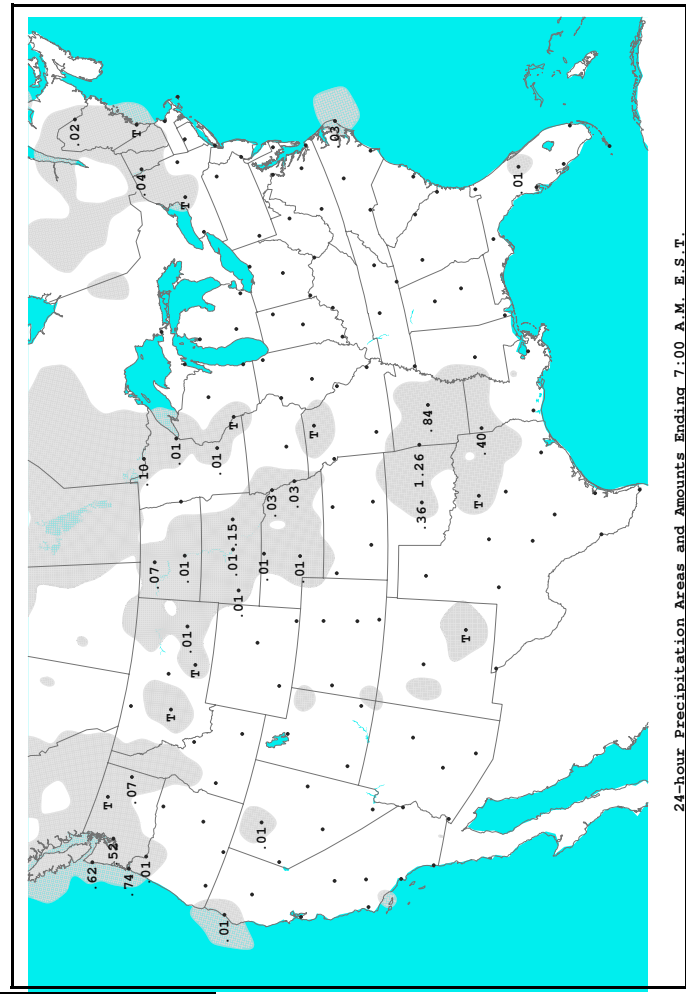 .02
.62
T
.52
.74
.07
T
.04
.10
.01
.07
T
.01
.01
T
.01
T
.01
.01
.01 .15
T
.01
.01
.01
.03
.03
.01
T
.03
.36 1.26 .84
T
T
.40
.01
24-hour Precipitation Areas and Amounts Ending 7:00 A.M. E.S.T.